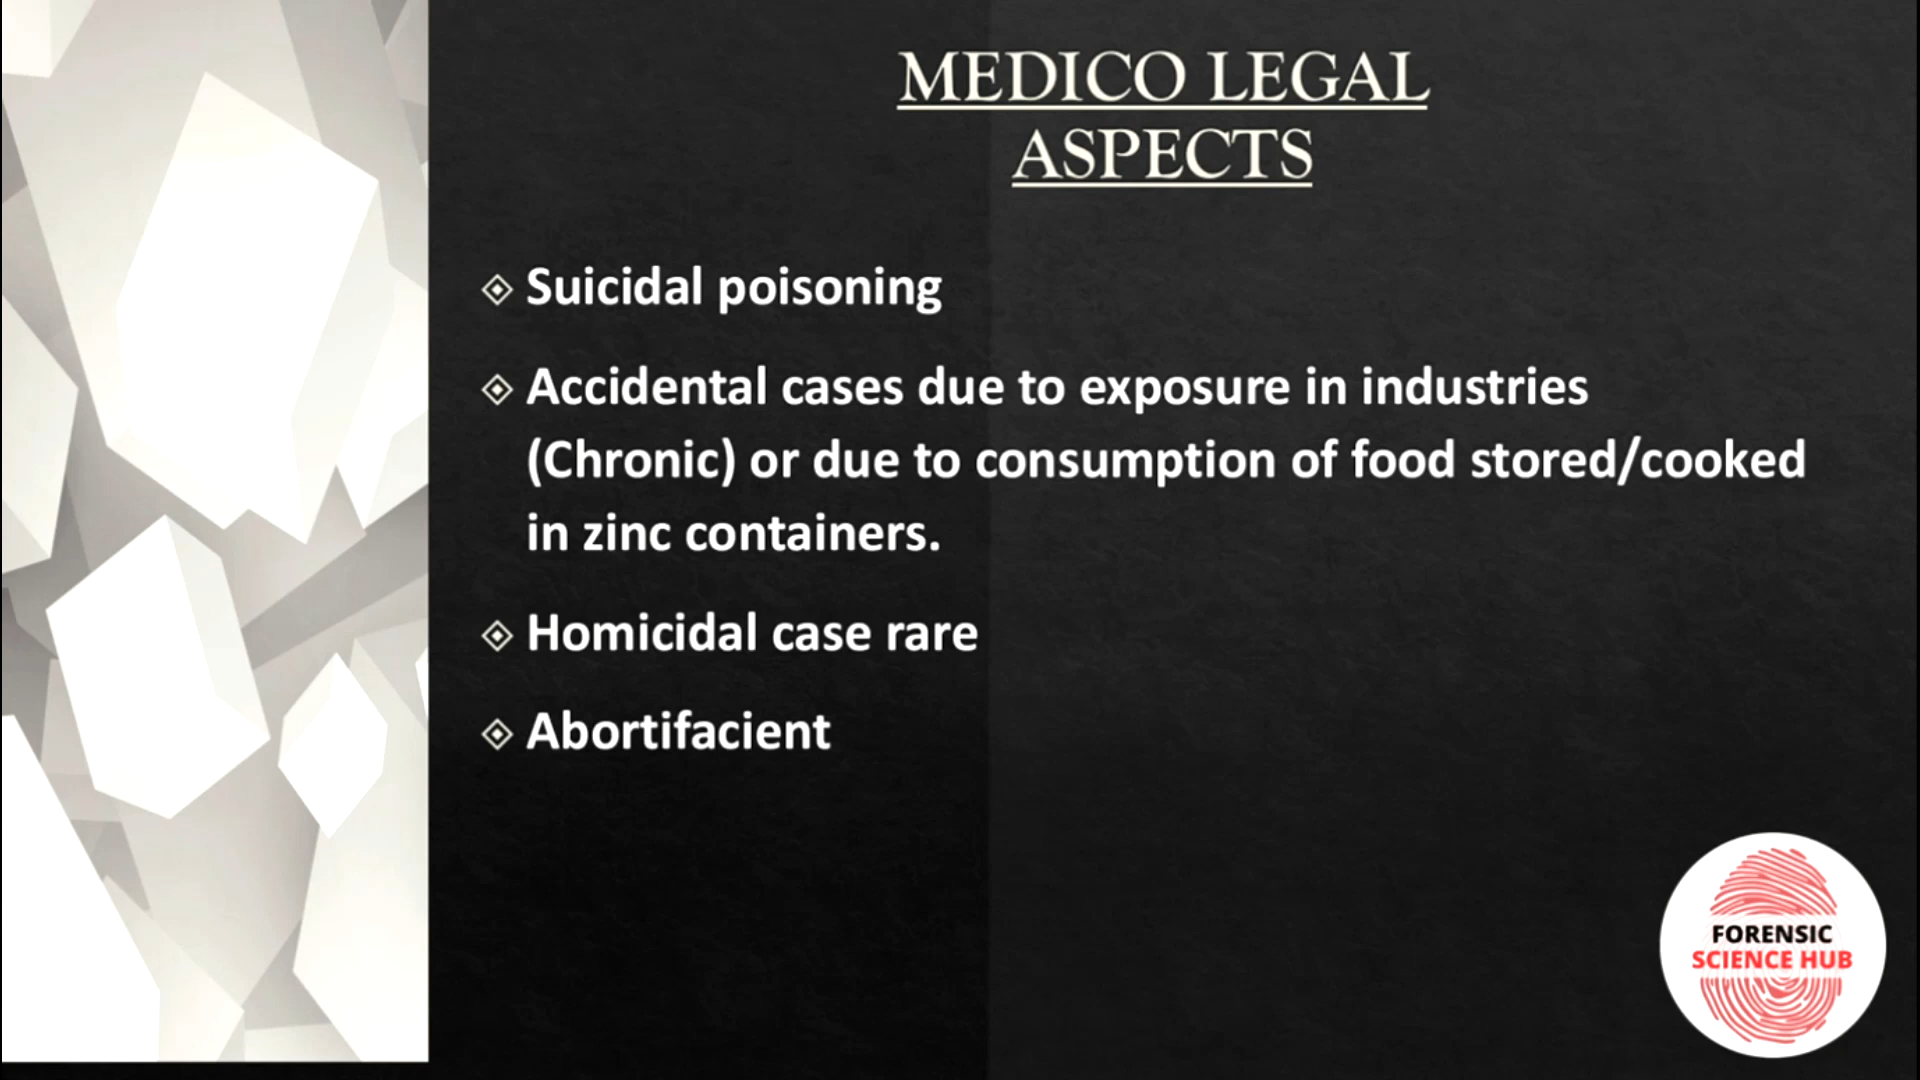 MEDICO LEGAL
ASPECTS
Suicidal poisoning
Accidental cases due to exposure in industries
(Chronic) or due to consumption of food stored/cooked
in zinc containers.
Homicidal case rare
Abortifacient
FORENSIC
SCIENCE HUB